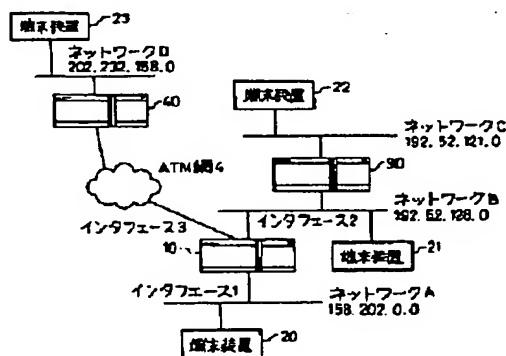 端末装置
23
ネットワークD
202.232.158.0
40
端末装置
22
ネットワークC
192.52.121.0
30
ATM網4
ネットワークB
192.52.128.0
インタフェース2
インタフェース3
10
端末装置
21
インタフェース1
ネットワークA
158.202.0.0
端末装置
20